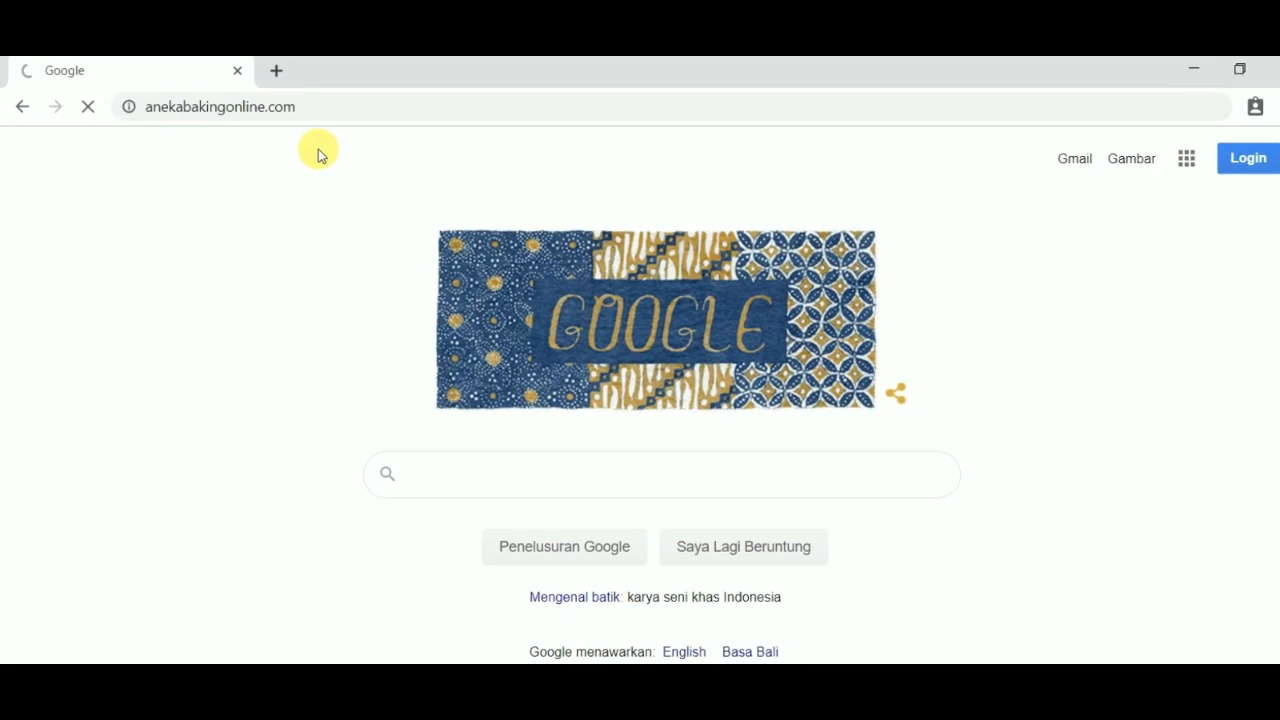 Google
anekabakingonline.com
Gmail Gambar Login
GOOGLE
Penelusuran Google Saya Lagi Beruntung
Mengenal batik: karya seni khas Indonesia
Google menawarkan: English Basa Bali